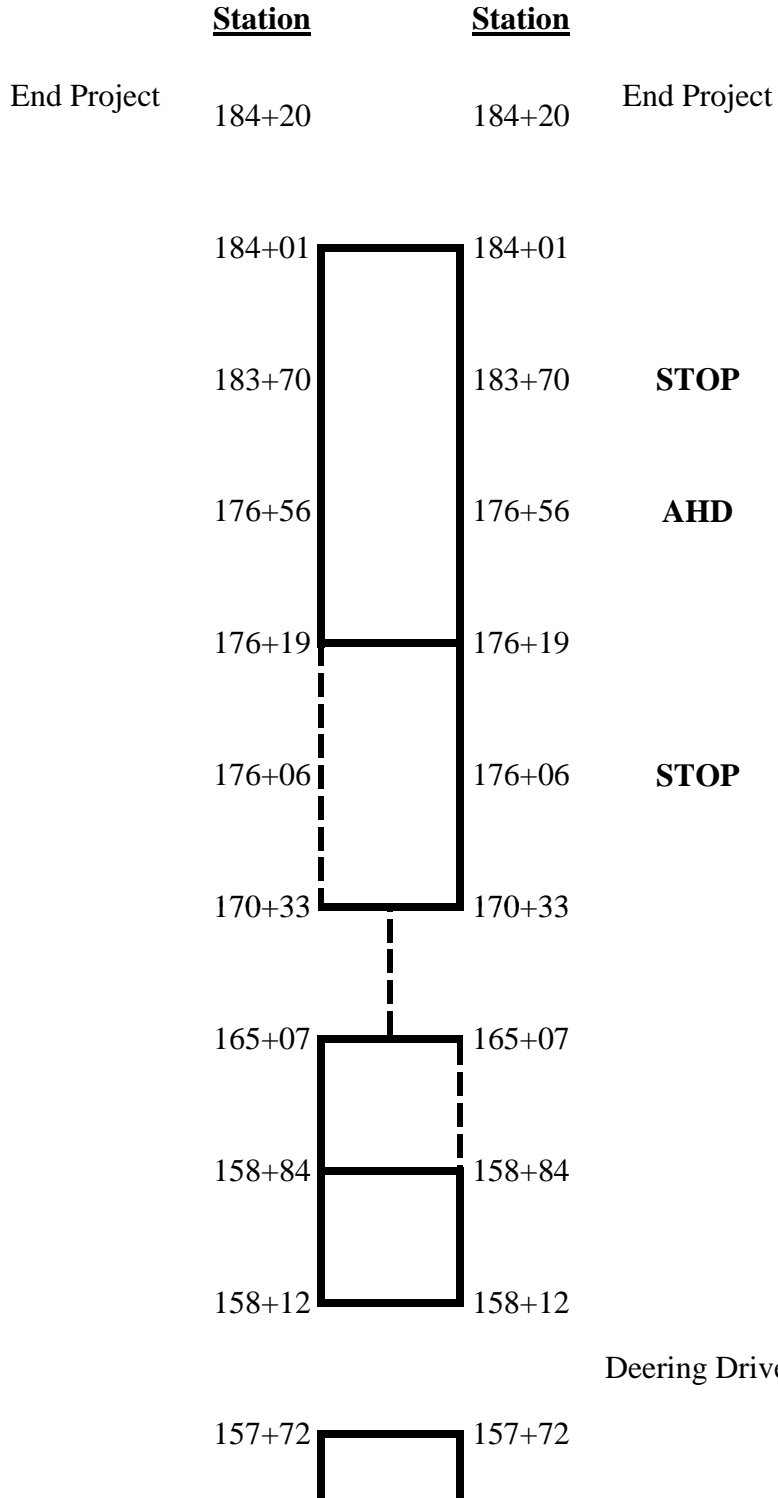 Station Station
End Project 184+20 184+20 End Project
184+01 184+01
183+70 183+70 STOP
176+56 176+56 AHD
176+19 176+19
176+06 176+06 STOP
170+33 170+33
165+07 165+07
158+84 158+84
158+12 158+12
Deering Drive
157+72 157+72